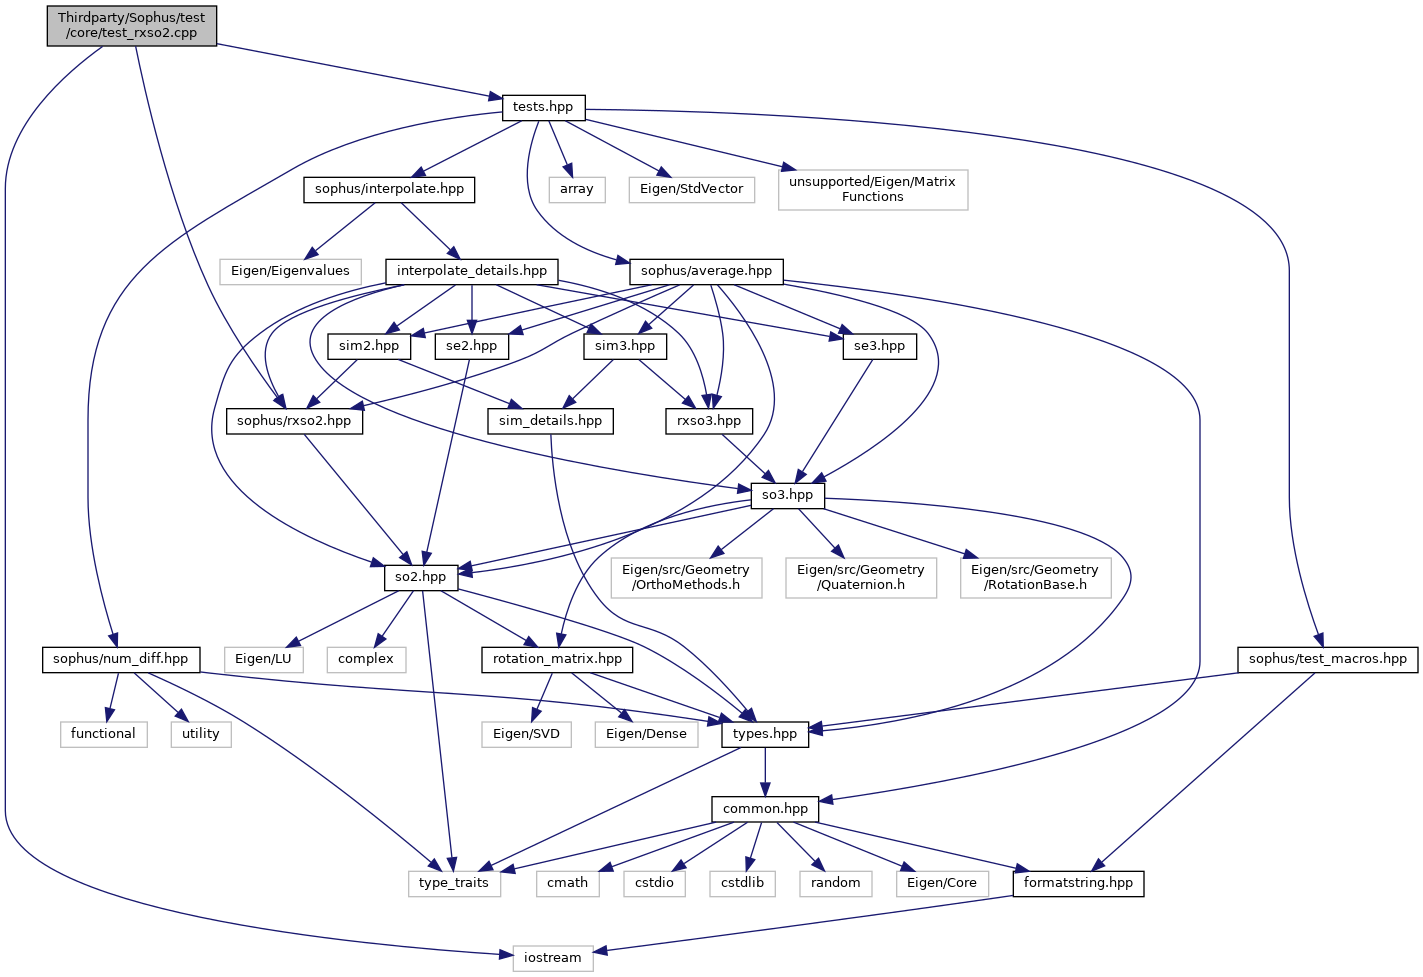 Thirdparty/Sophus/test
/core/test_rxso2.cpp
tests.hpp
sophus/interpolate.hpp
array
Eigen/StdVector
unsupported/Eigen/Matrix
Functions
Eigen/Eigenvalues
interpolate_details.hpp
sophus/average.hpp
sim2.hpp
se2.hpp
sim3.hpp
se3.hpp
sophus/rxso2.hpp
sim_details.hpp
rxso3.hpp
so3.hpp
so2.hpp
Eigen/src/Geometry
/OrthoMethods.h
Eigen/src/Geometry
/Quaternion.h
Eigen/src/Geometry
/RotationBase.h
sophus/num_diff.hpp
Eigen/LU
complex
rotation_matrix.hpp
sophus/test_macros.hpp
functional
utility
Eigen/SVD
Eigen/Dense
types.hpp
common.hpp
type_traits
cmath
cstdio
cstdlib
random
Eigen/Core
formatstring.hpp
iostream